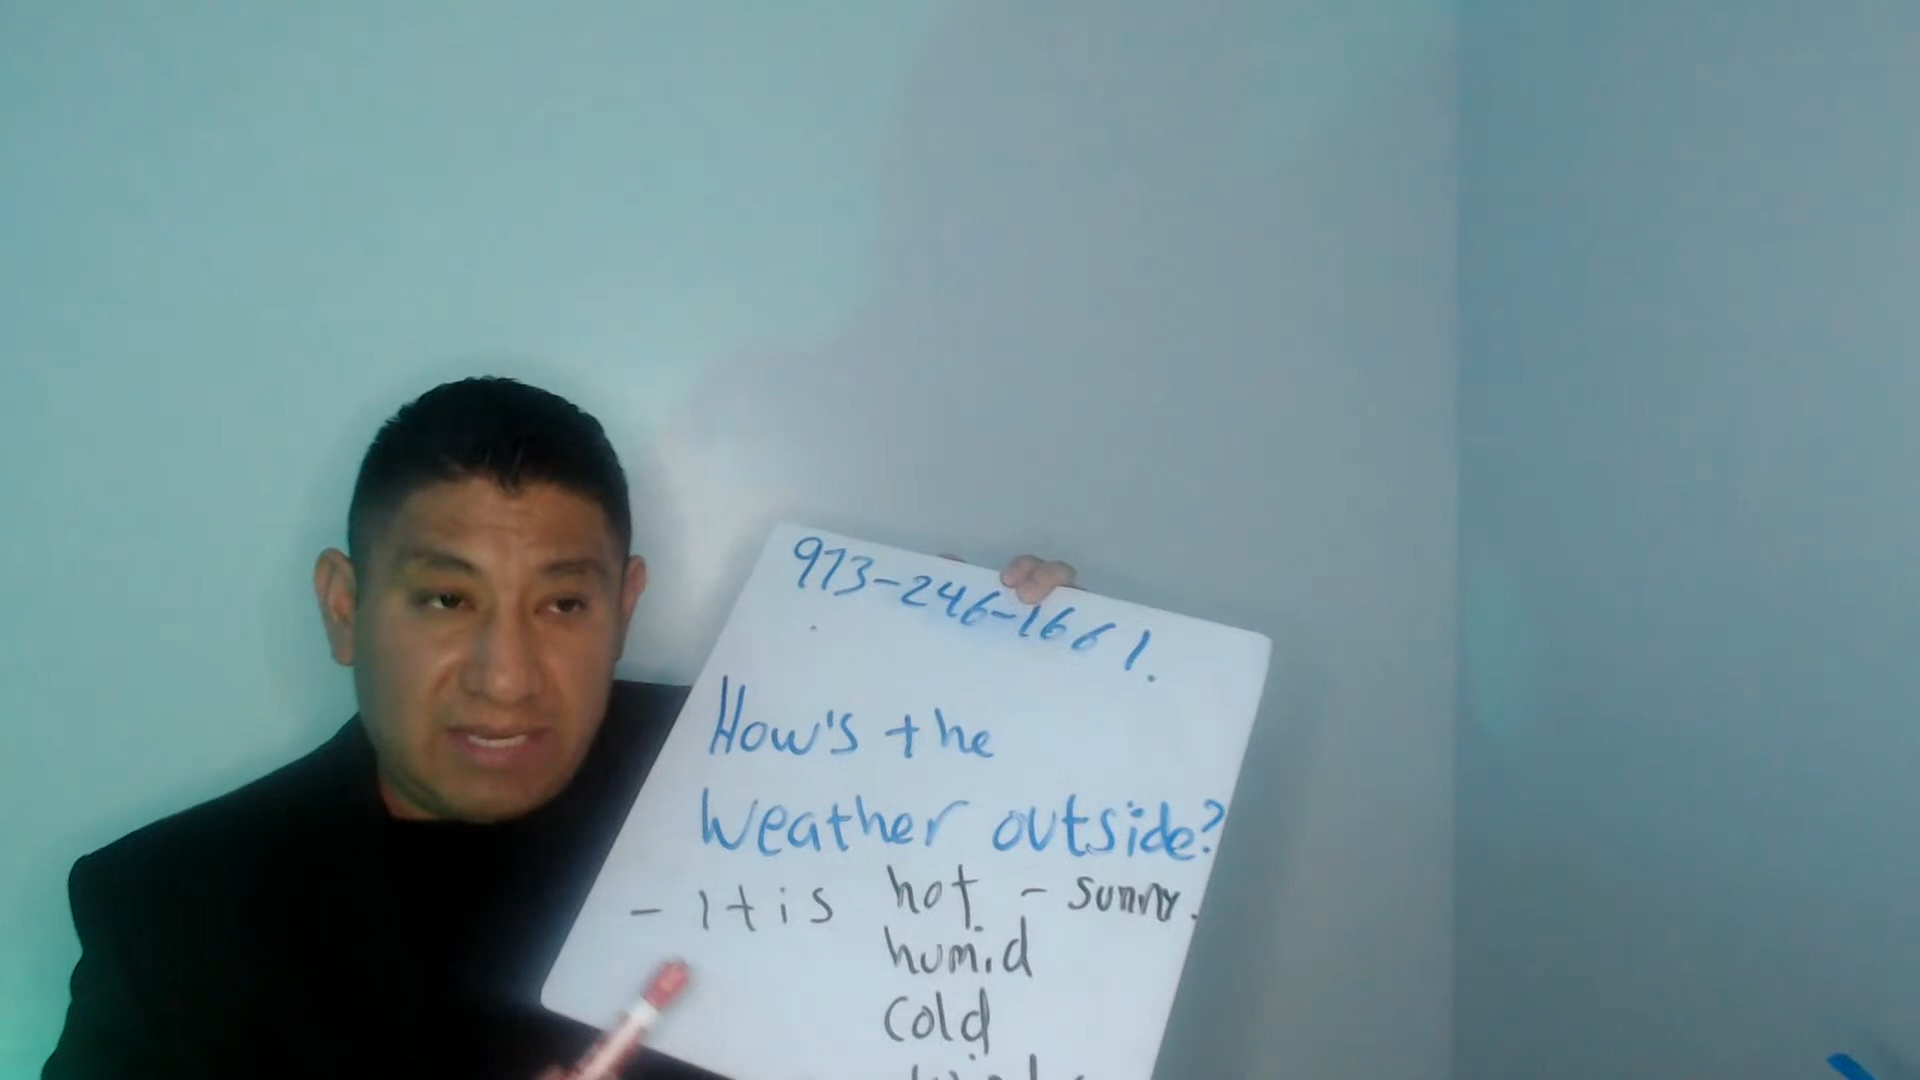 973-246-1661.
How's the
Weather outside?
- It is hot - sunny.
humid
cold